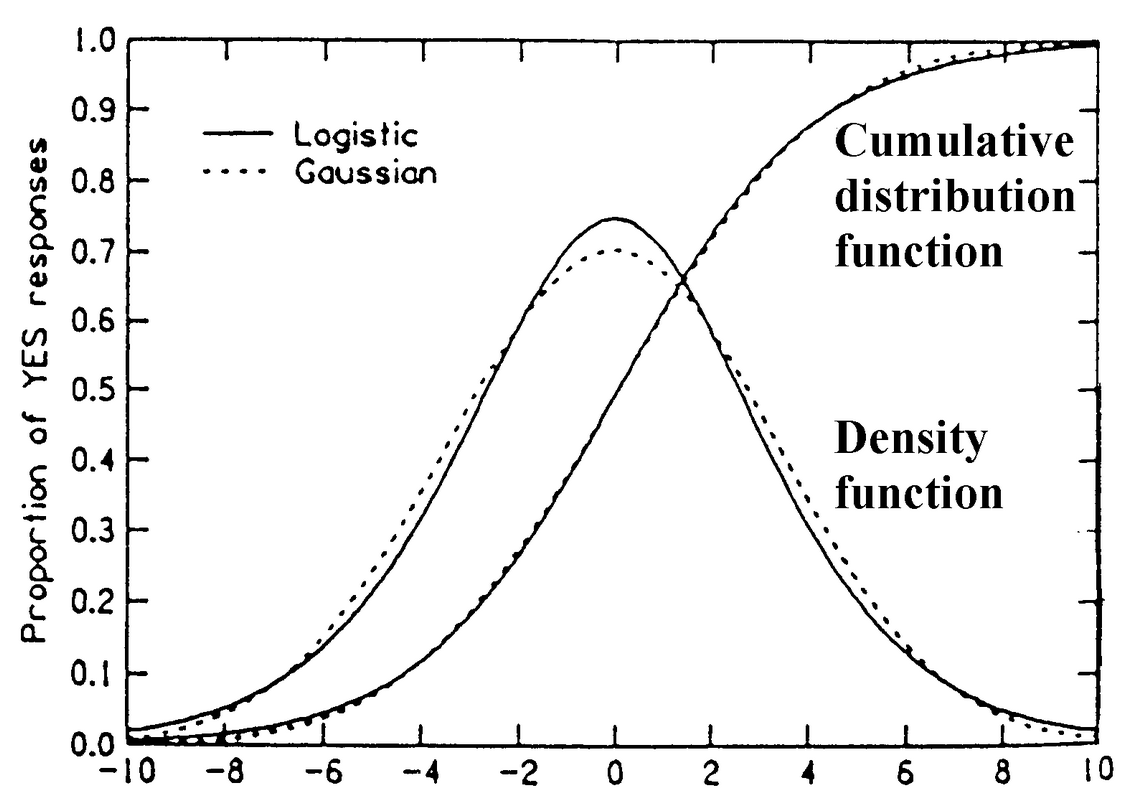 1.0
0.9
0.8
0.7
0.6
0.5
0.4
0.3
0.2
0.1
0.0
Proportion of YES responses
Logistic
Gaussian
Cumulative
distribution
function
Density
function
-10 -8 -6 -4 -2 0 2 4 6 8 10